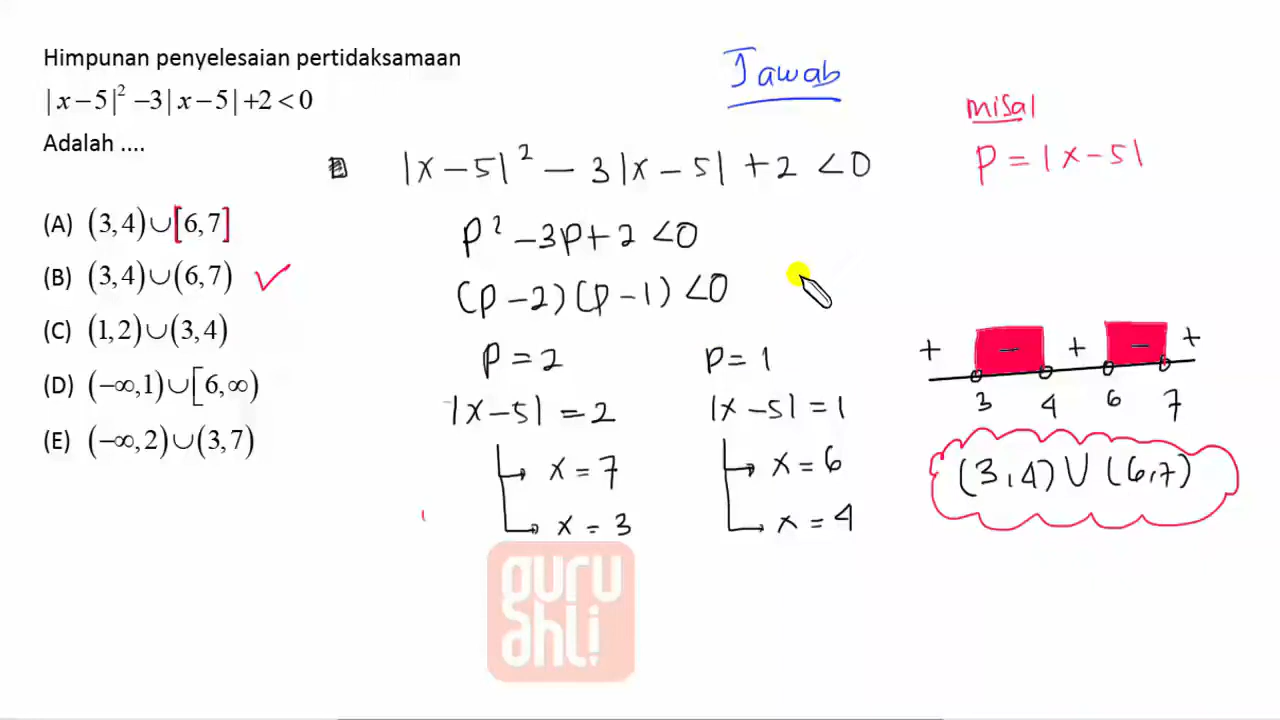 Himpunan penyelesaian pertidaksamaan
|x−5|²−3|x−5|+2<0
Adalah ....
(A) (3,4)∪[6,7]
(B) (3,4)∪(6,7) ✓
(C) (1,2)∪(3,4)
(D) (−∞,1)∪[6,∞)
(E) (−∞,2)∪(3,7)
Jawab
misal
p = |x−5|
|x−5|² − 3|x−5| + 2 <0
p² −3p+2 <0
(p−2)(p−1) <0
p = 2
|x−5| = 2
x = 7
x = 3
p = 1
|x−5| = 1
x = 6
x = 4
+ − + − +
3 4 6 7
(3,4) ∪ (6,7)
guru
ahli